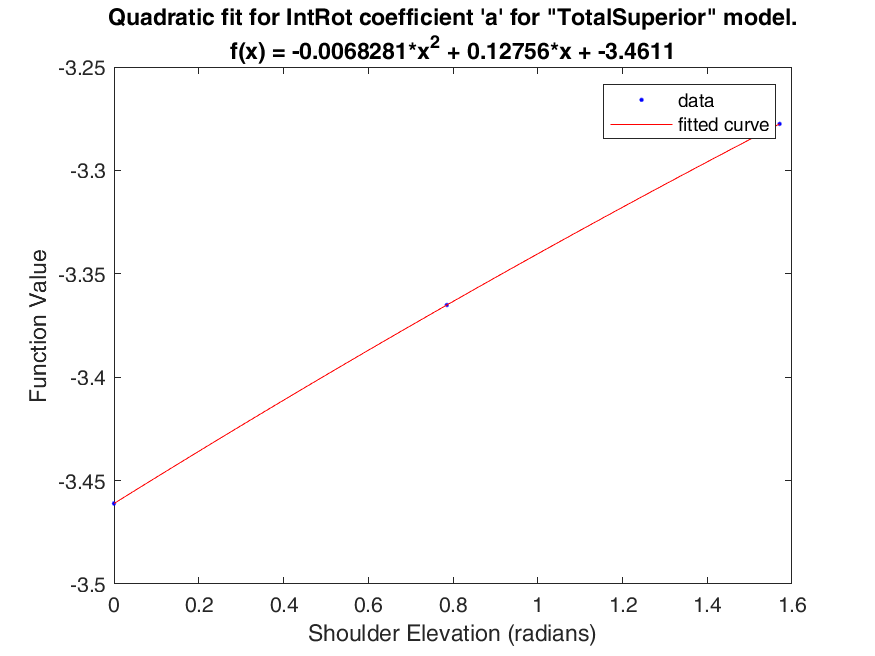 Quadratic fit for IntRot coefficient 'a' for "TotalSuperior" model.
f(x) = -0.0068281*x^2 + 0.12756*x + -3.4611
-3.25
-3.3
-3.35
-3.4
-3.45
-3.5
Function Value
data
fitted curve
0 0.2 0.4 0.6 0.8 1 1.2 1.4 1.6
Shoulder Elevation (radians)